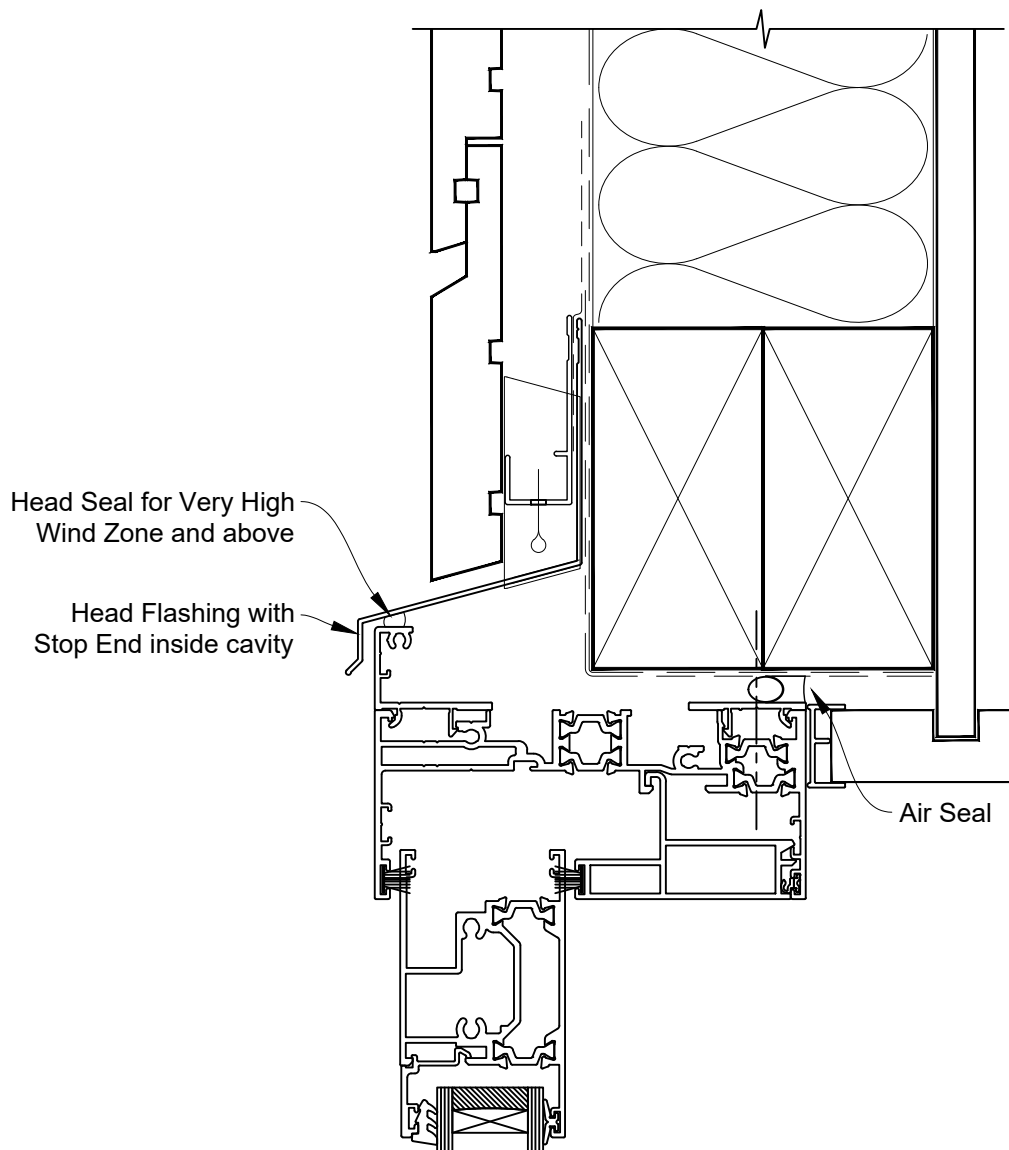 Head Seal for Very High
Wind Zone and above
Head Flashing with
Stop End inside cavity
Air Seal